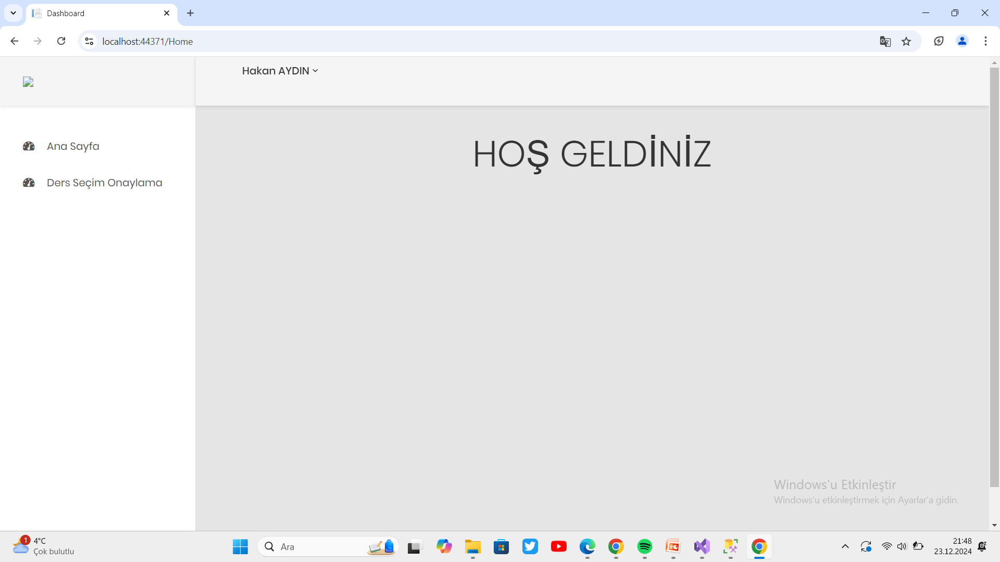 Dashboard
localhost:44371/Home
Hakan AYDIN
HOŞ GELDİNİZ
Ana Sayfa
Ders Seçim Onaylama
Windows'u Etkinleştir
Windows'u etkinleştirmek için Ayarlar'a gidin.
1
4°C
Çok bulutlu
Ara
21:48
23.12.2024